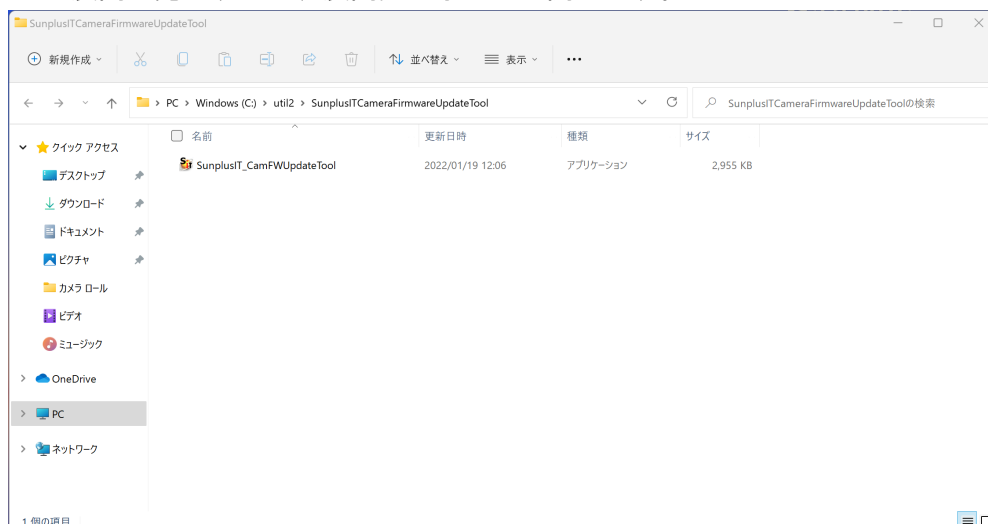 SunplusITCameraFirmwareUpdateTool
新規作成
並べ替え
表示
PC > Windows (C:) > util2 > SunplusITCameraFirmwareUpdateTool
SunplusITCameraFirmwareUpdateToolの検索
名前 更新日時 種類 サイズ
SunplusIT_CamFWUpdateTool 2022/01/19 12:06 アプリケーション 2,955 KB
クイック アクセス
デスクトップ
ダウンロード
ドキュメント
ピクチャ
カメラ ロール
ビデオ
ミュージック
OneDrive
PC
ネットワーク
1 個の項目